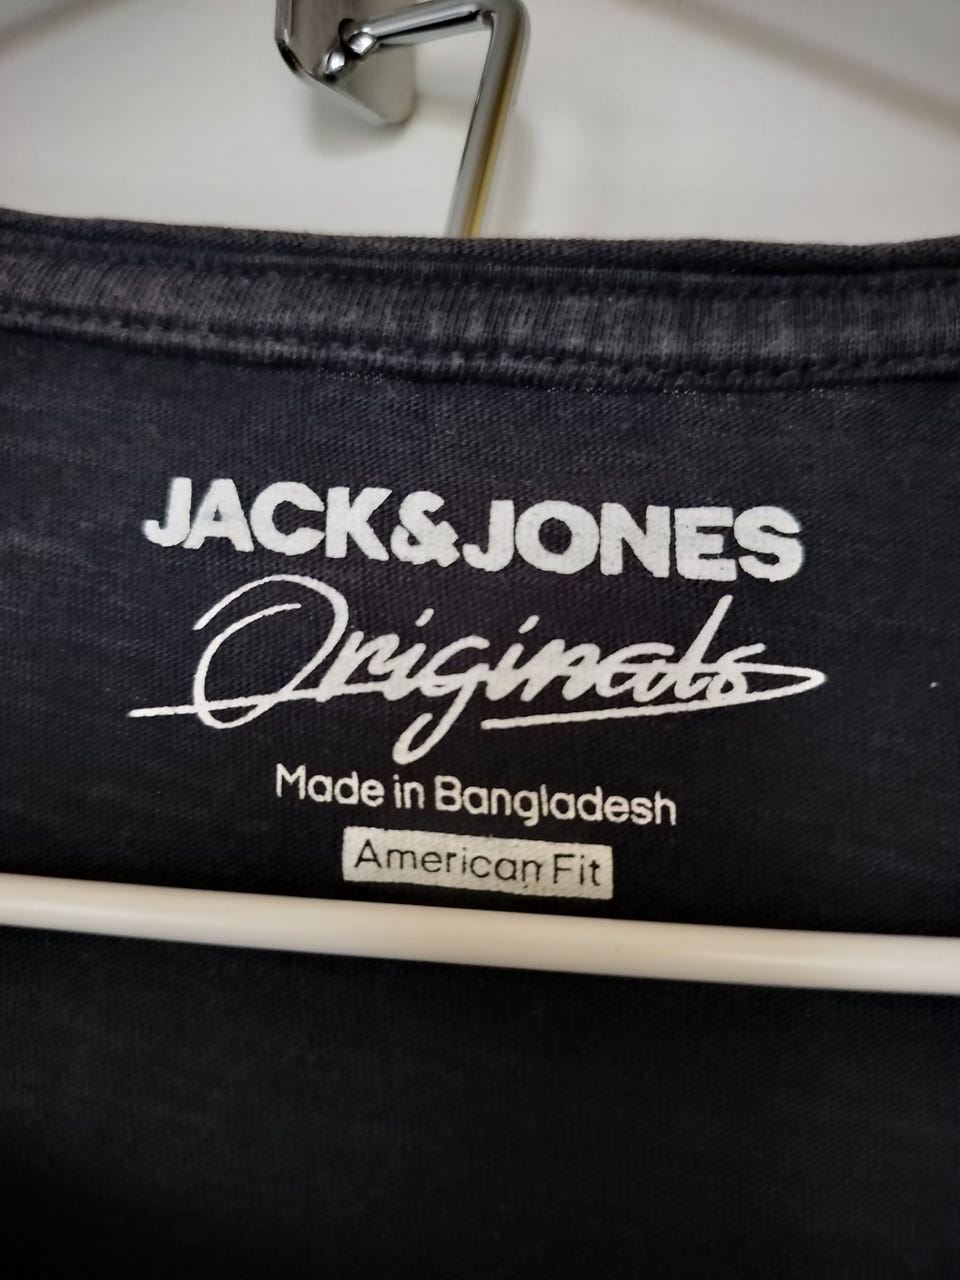 JACK&JONES
Originals
Made in Bangladesh
American Fit